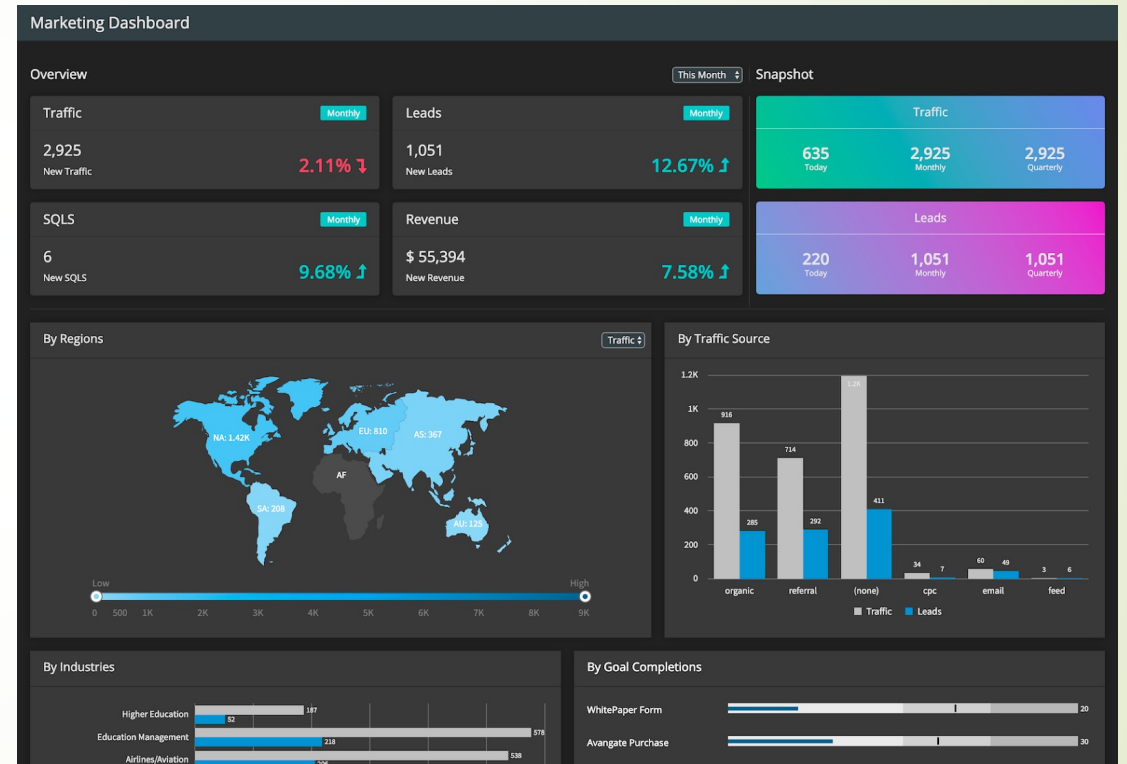 Marketing Dashboard
Overview
This Month
Snapshot
Traffic
Monthly
2,925
New Traffic
2.11%
Leads
Monthly
1,051
New Leads
12.67%
Traffic
635
2,925
2,925
Today
Monthly
Quarterly
SQLS
Monthly
6
New SQLS
9.68%
Revenue
Monthly
$ 55,394
New Revenue
7.58%
Leads
220
1,051
1,051
Today
Monthly
Quarterly
By Regions
Traffic
NA: 1.42K
EU: 810
AS: 367
AF
SA: 208
AU: 125
Low
High
0 500 1K 2K 3K 4K 5K 6K 7K 8K 9K
By Traffic Source
1.2K
1K
800
600
400
200
0
916
285
714
292
1.2K
411
34
7
60
49
3
6
organic referral (none) cpc email feed
Traffic Leads
By Industries
Higher Education
187
52
Education Management
578
218
Airlines/Aviation
538
By Goal Completions
WhitePaper Form
20
Avangate Purchase
30